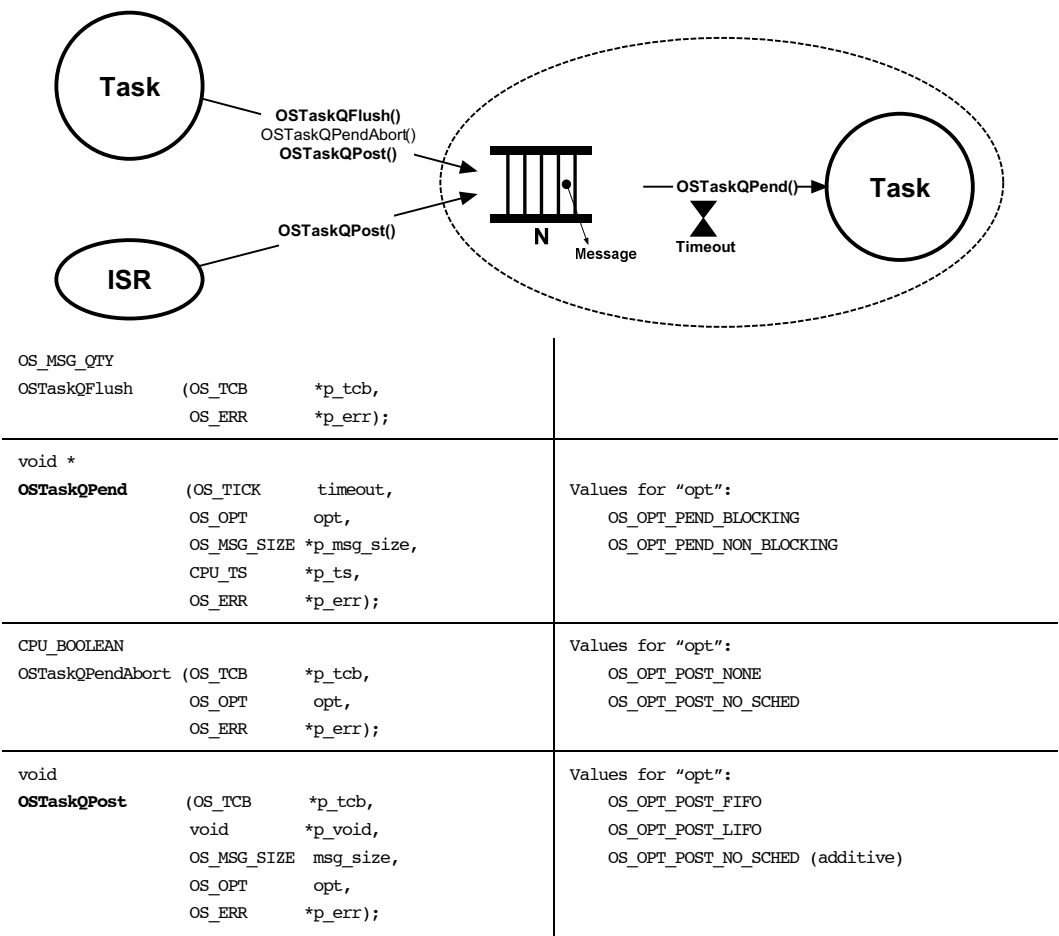 Task
OSTaskQFlush()
OSTaskQPendAbort()
OSTaskQPost()
OSTaskQPost()
ISR
N
Message
OSTaskQPend()
Timeout
Task
OS_MSG_QTY
OSTaskQFlush (OS_TCB *p_tcb,
OS_ERR *p_err);
void *
OSTaskQPend (OS_TICK timeout,
OS_OPT opt,
OS_MSG_SIZE *p_msg_size,
CPU_TS *p_ts,
OS_ERR *p_err);
Values for “opt”:
OS_OPT_PEND_BLOCKING
OS_OPT_PEND_NON_BLOCKING
CPU_BOOLEAN
OSTaskQPendAbort (OS_TCB *p_tcb,
OS_OPT opt,
OS_ERR *p_err);
Values for “opt”:
OS_OPT_POST_NONE
OS_OPT_POST_NO_SCHED
void
OSTaskQPost (OS_TCB *p_tcb,
void *p_void,
OS_MSG_SIZE msg_size,
OS_OPT opt,
OS_ERR *p_err);
Values for “opt”:
OS_OPT_POST_FIFO
OS_OPT_POST_LIFO
OS_OPT_POST_NO_SCHED (additive)